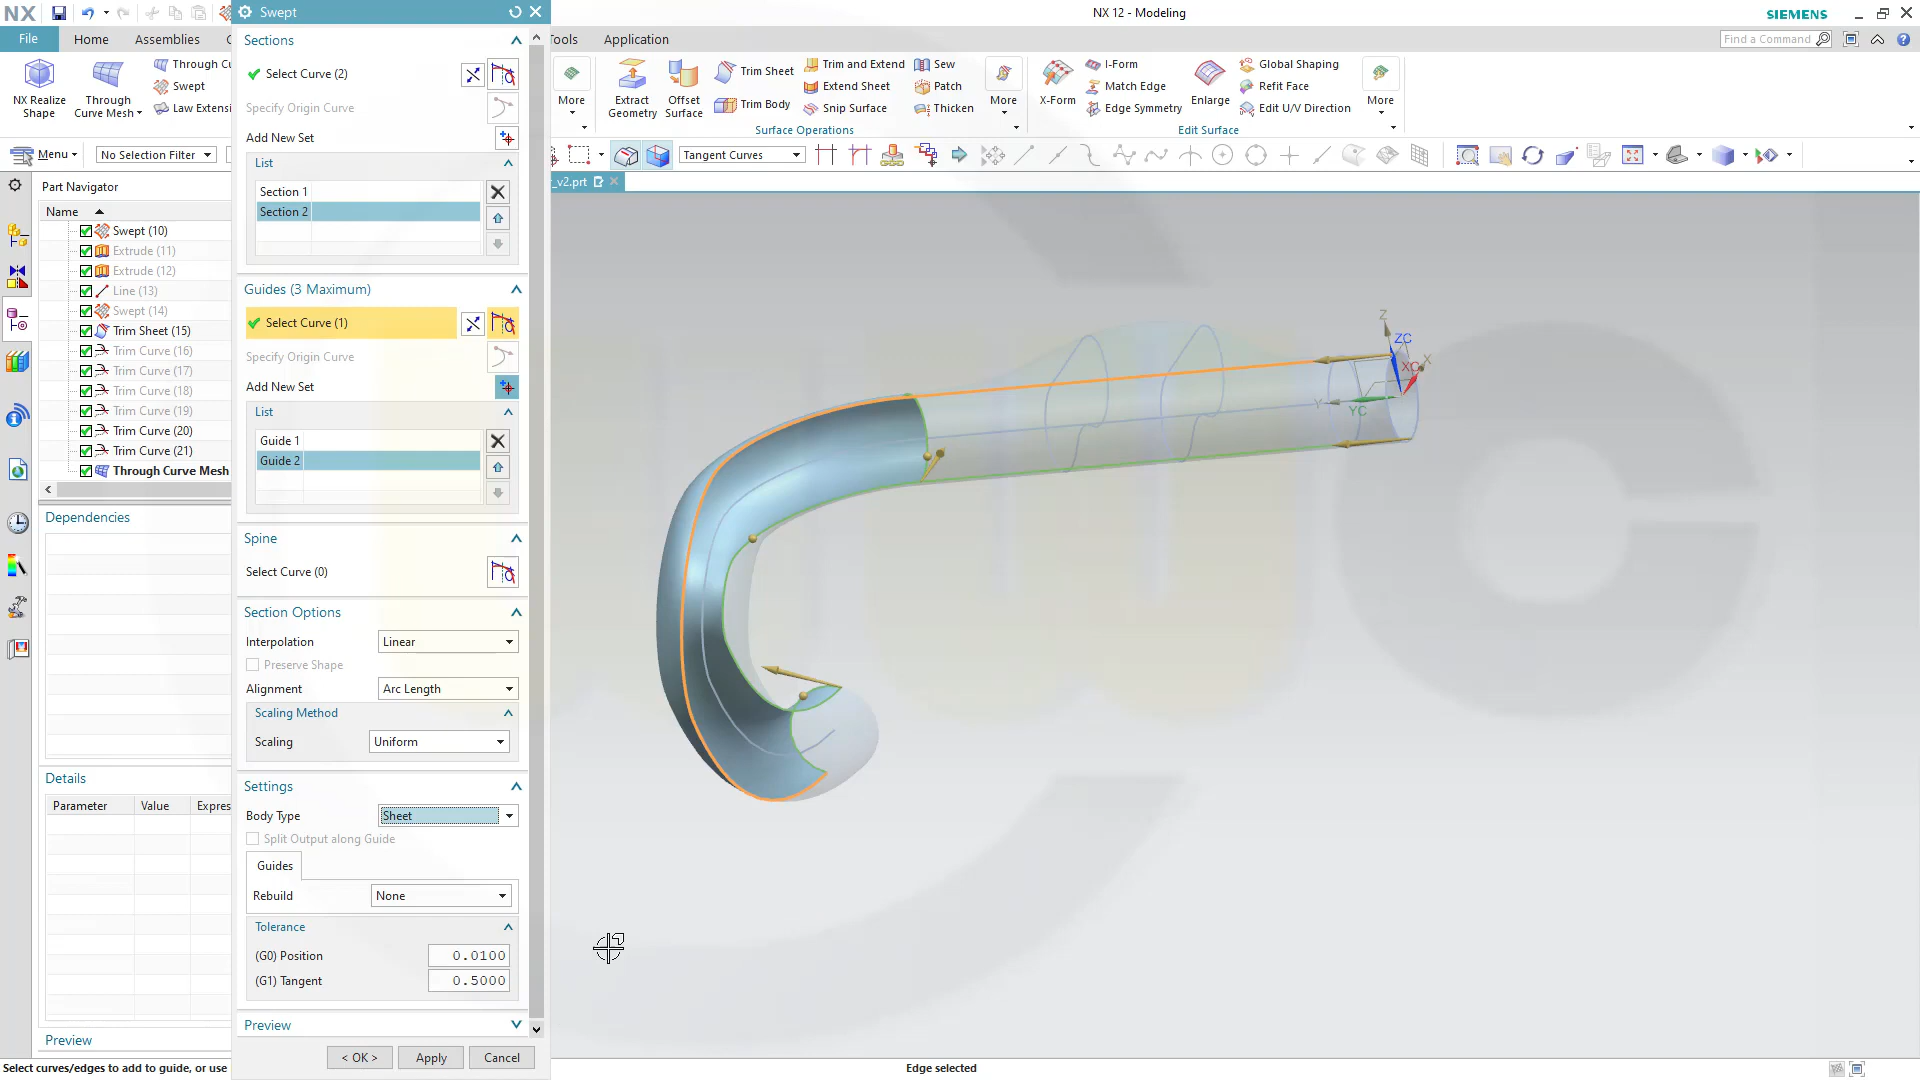 NX
Swept
NX 12 - Modeling
SIEMENS
File
Home
Assemblies
C
Tools
Application
Find a Command
NX Realize
Shape
Through
Curve Mesh
Through Cu
Swept
Law Extensi
More
Extract
Geometry
Offset
Surface
Trim Sheet
Trim Body
Trim and Extend
Extend Sheet
Snip Surface
Sew
Patch
Thicken
More
Surface Operations
X-Form
I-Form
Match Edge
Edge Symmetry
Enlarge
Global Shaping
Refit Face
Edit U/V Direction
More
Edit Surface
Menu
No Selection Filter
Tangent Curves
_v2.prt
Part Navigator
Name
Swept (10)
Extrude (11)
Extrude (12)
Line (13)
Swept (14)
Trim Sheet (15)
Trim Curve (16)
Trim Curve (17)
Trim Curve (18)
Trim Curve (19)
Trim Curve (20)
Trim Curve (21)
Through Curve Mesh
Dependencies
Details
Parameter
Value
Expres
Preview
Sections
Select Curve (2)
Specify Origin Curve
Add New Set
List
Section 1
Section 2
Guides (3 Maximum)
Select Curve (1)
Specify Origin Curve
Add New Set
List
Guide 1
Guide 2
Spine
Select Curve (0)
Section Options
Interpolation
Linear
Preserve Shape
Alignment
Arc Length
Scaling Method
Scaling
Uniform
Settings
Body Type
Sheet
Split Output along Guide
Guides
Rebuild
None
Tolerance
(G0) Position
0.0100
(G1) Tangent
0.5000
Preview
< OK >
Apply
Cancel
Z
ZC
X
XC
Y
YC
Select curves/edges to add to guide, or use
Edge selected